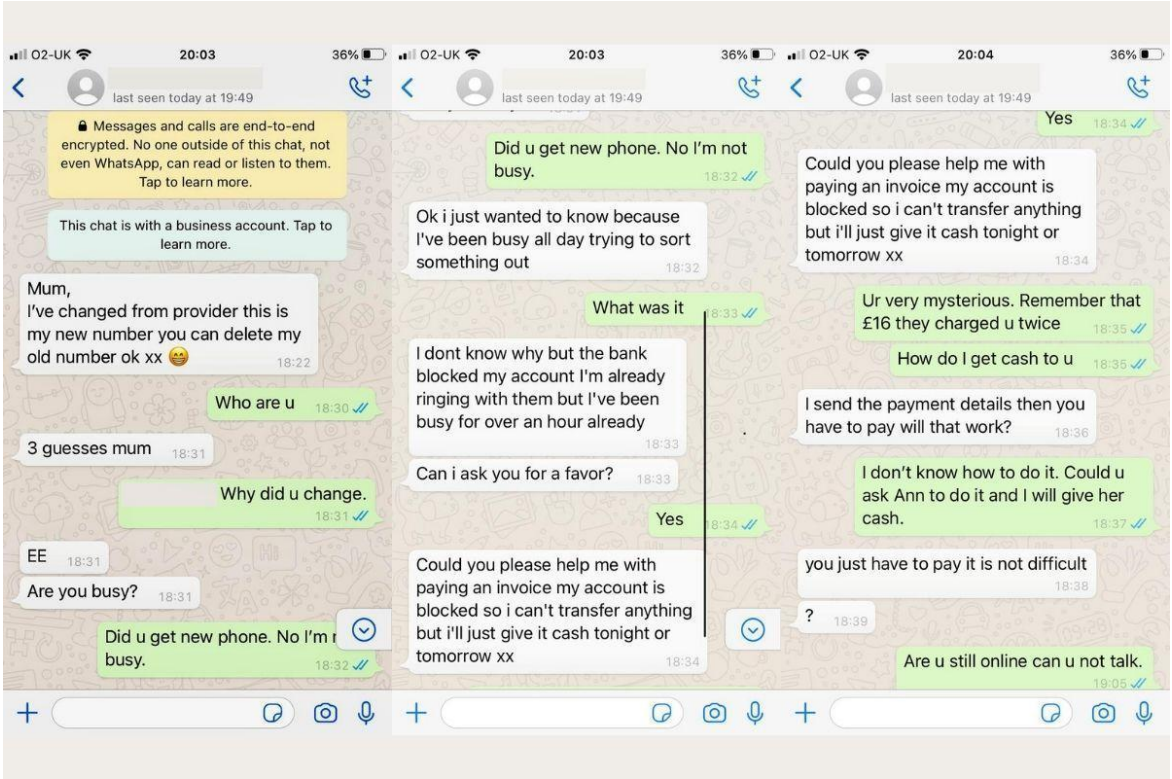 O2-UK 20:03 36%
last seen today at 19:49
Messages and calls are end-to-end
encrypted. No one outside of this chat, not
even WhatsApp, can read or listen to them.
Tap to learn more.
This chat is with a business account. Tap to
learn more.
Mum,
I've changed from provider this is
my new number you can delete my
old number ok xx 😁
18:22
Who are u 18:30
3 guesses mum 18:31
Why did u change.
18:31
EE 18:31
Are you busy? 18:31
Did u get new phone. No I'm
busy.
18:32
O2-UK 20:03 36%
last seen today at 19:49
Did u get new phone. No I'm not
busy.
18:32
Ok i just wanted to know because
I've been busy all day trying to sort
something out
18:32
What was it 18:33
I dont know why but the bank
blocked my account I'm already
ringing with them but I've been
busy for over an hour already
18:33
Can i ask you for a favor? 18:33
Yes 18:34
Could you please help me with
paying an invoice my account is
blocked so i can't transfer anything
but i'll just give it cash tonight or
tomorrow xx
18:34
O2-UK 20:04 36%
last seen today at 19:49
Yes 18:34
Could you please help me with
paying an invoice my account is
blocked so i can't transfer anything
but i'll just give it cash tonight or
tomorrow xx
18:34
Ur very mysterious. Remember that
£16 they charged u twice 18:35
How do I get cash to u 18:35
I send the payment details then you
have to pay will that work? 18:36
I don't know how to do it. Could u
ask Ann to do it and I will give her
cash.
18:37
you just have to pay it is not difficult
18:38
? 18:39
Are u still online can u not talk.
19:05